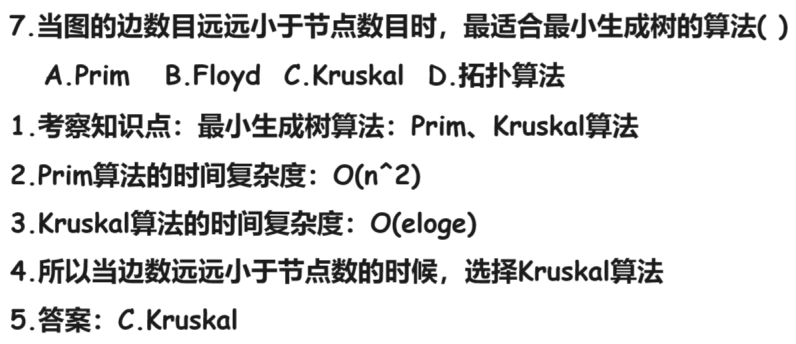 7.当图的边数目远远小于节点数目时，最适合最小生成树的算法( )
A.Prim B.Floyd C.Kruskal D.拓扑算法
1.考察知识点：最小生成树算法：Prim、Kruskal算法
2.Prim算法的时间复杂度：O(n^2)
3.Kruskal算法的时间复杂度：O(eloge)
4.所以当边数远远小于节点数的时候，选择Kruskal算法
5.答案：C.Kruskal